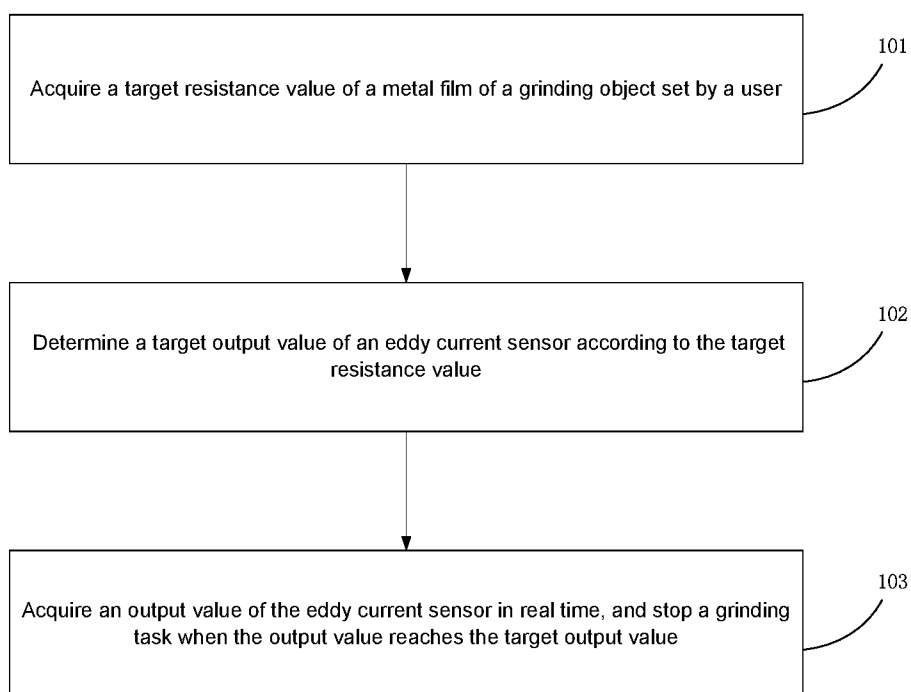 101
Acquire a target resistance value of a metal film of a grinding object set by a user
102
Determine a target output value of an eddy current sensor according to the target
resistance value
103
Acquire an output value of the eddy current sensor in real time, and stop a grinding
task when the output value reaches the target output value